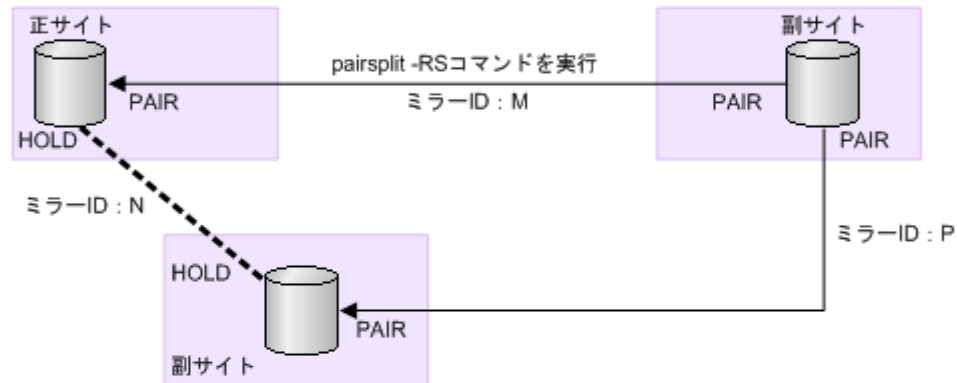 正サイト
副サイト
pairsplit -RSコマンドを実行
PAIR
ミラーID：M
PAIR
HOLD
PAIR
ミラーID：N
ミラーID：P
HOLD
PAIR
副サイト